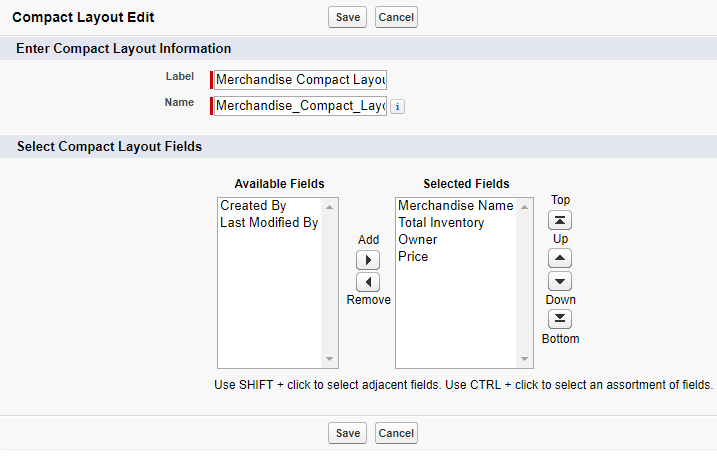 Compact Layout Edit
Save Cancel
Enter Compact Layout Information
Label Merchandise Compact Layou
Name Merchandise_Compact_Layo i
Select Compact Layout Fields
Available Fields Selected Fields
Created By
Last Modified By
Add
Remove
Merchandise Name
Total Inventory
Owner
Price
Top
Up
Down
Bottom
Use SHIFT + click to select adjacent fields. Use CTRL + click to select an assortment of fields.
Save Cancel